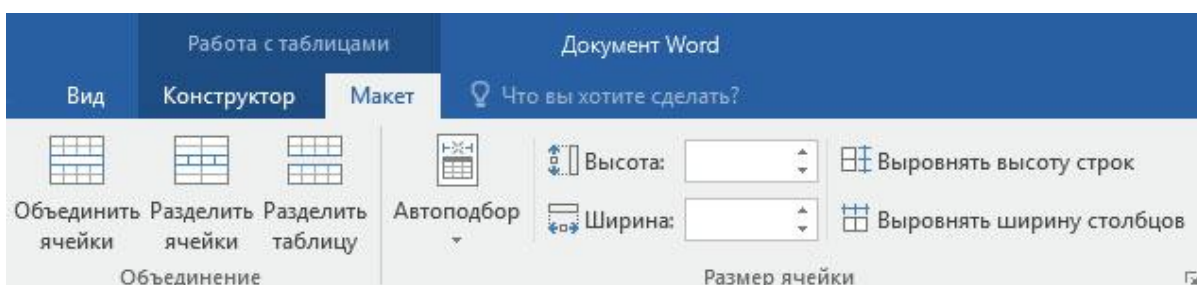 Работа с таблицами
Документ Word
Вид Конструктор Макет Что вы хотите сделать?
Объединить ячейки
Разделить ячейки
Разделить таблицу
Объединение
Автоподбор
Высота:
Ширина:
Выровнять высоту строк
Выровнять ширину столбцов
Размер ячейки